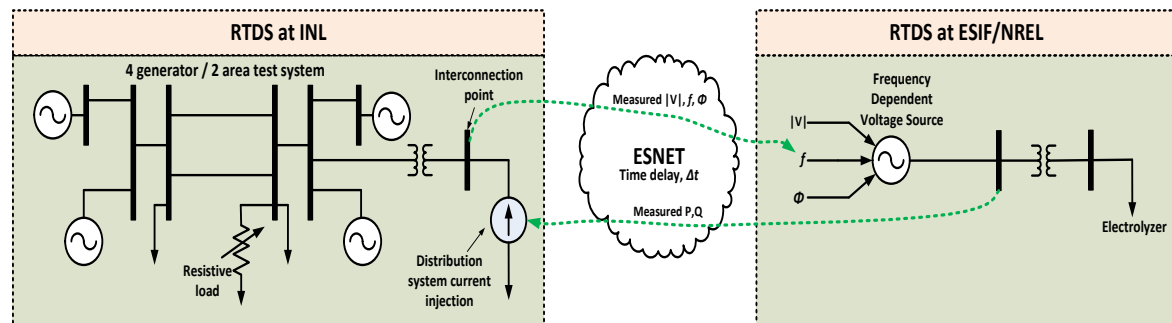 RTDS at INL
4 generator / 2 area test system
Interconnection
point
Resistive
load
Distribution
system current
injection
Measured |V|, f, Φ
ESNET
Time delay, Δt
Measured P,Q
RTDS at ESIF/NREL
Frequency
Dependent
Voltage Source
|V|
f
Φ
Electrolyzer